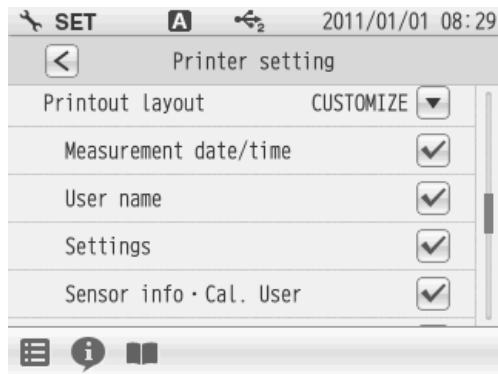 SET A 2 2011/01/01 08:29
Printer setting
Printout layout CUSTOMIZE
Measurement date/time
User name
Settings
Sensor info・Cal. User